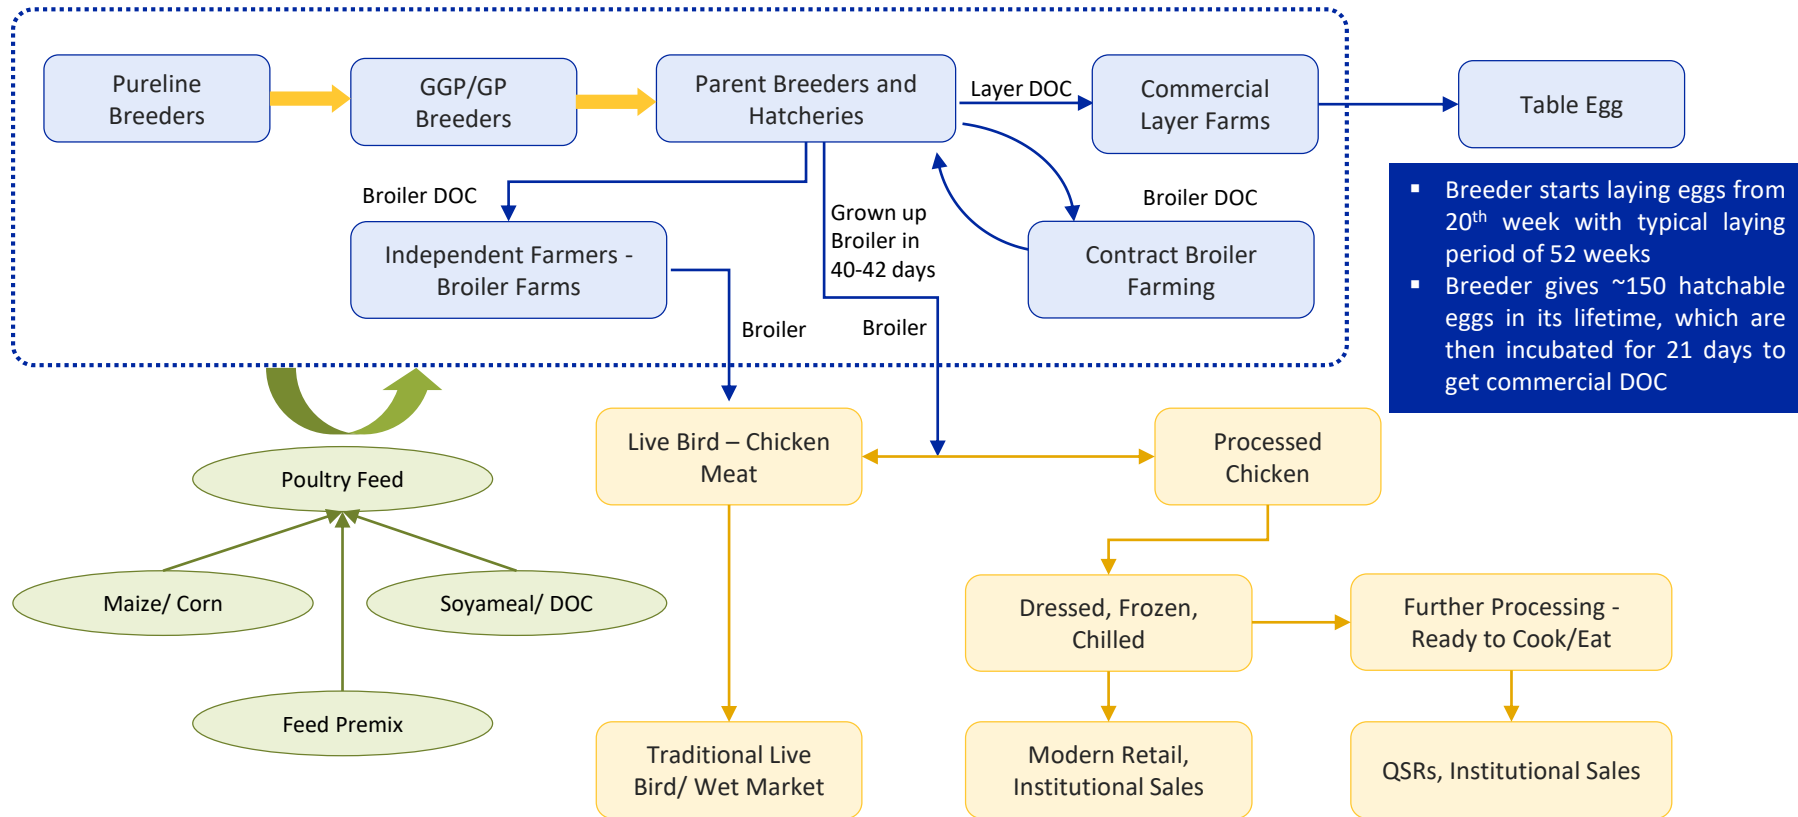 Pureline
Breeders
GGP/GP
Breeders
Parent Breeders and
Hatcheries
Layer DOC
Commercial
Layer Farms
Table Egg
Broiler DOC
Independent Farmers -
Broiler Farms
Grown up
Broiler in
40-42 days
Broiler DOC
Contract Broiler
Farming
Broiler
Broiler
▪ Breeder starts laying eggs from
20th week with typical laying
period of 52 weeks
▪ Breeder gives ~150 hatchable
eggs in its lifetime, which are
then incubated for 21 days to
get commercial DOC
Live Bird – Chicken
Meat
Processed
Chicken
Poultry Feed
Maize/ Corn
Soyameal/ DOC
Feed Premix
Dressed, Frozen,
Chilled
Further Processing -
Ready to Cook/Eat
Traditional Live
Bird/ Wet Market
Modern Retail,
Institutional Sales
QSRs, Institutional Sales